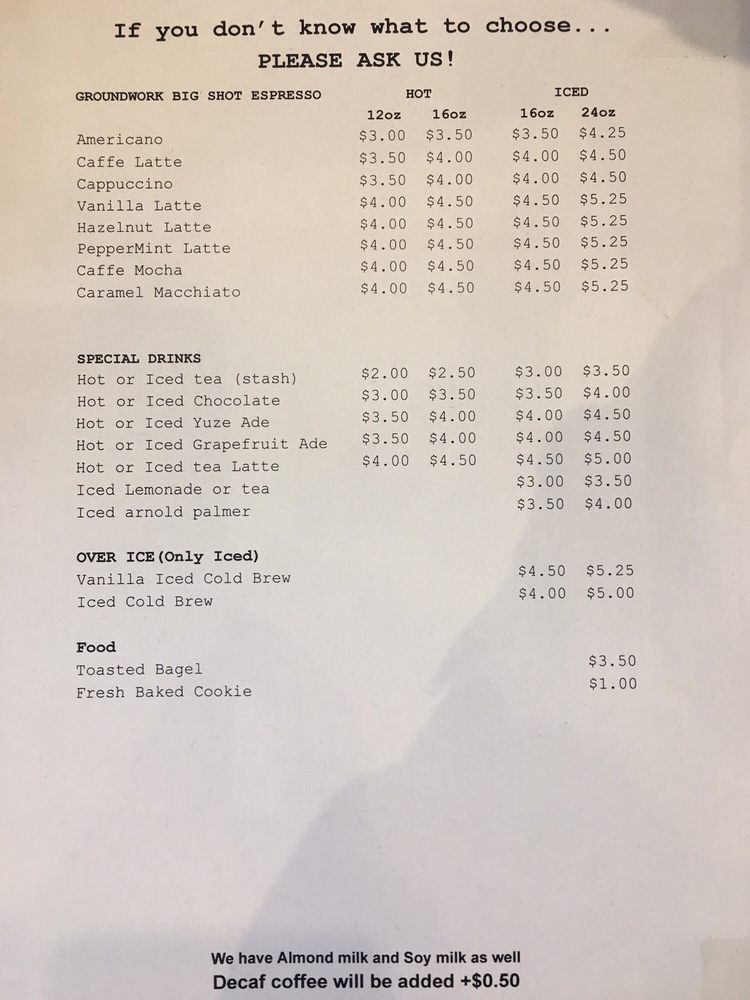 If you don't know what to choose...
PLEASE ASK US!
GROUNDWORK BIG SHOT ESPRESSO HOT ICED
12oz 16oz 16oz 24oz
Americano $3.00 $3.50 $3.50 $4.25
Caffe Latte $3.50 $4.00 $4.00 $4.50
Cappuccino $3.50 $4.00 $4.00 $4.50
Vanilla Latte $4.00 $4.50 $4.50 $5.25
Hazelnut Latte $4.00 $4.50 $4.50 $5.25
PepperMint Latte $4.00 $4.50 $4.50 $5.25
Caffe Mocha $4.00 $4.50 $4.50 $5.25
Caramel Macchiato $4.00 $4.50 $4.50 $5.25
SPECIAL DRINKS
Hot or Iced tea (stash) $2.00 $2.50 $3.00 $3.50
Hot or Iced Chocolate $3.00 $3.50 $3.50 $4.00
Hot or Iced Yuze Ade $3.50 $4.00 $4.00 $4.50
Hot or Iced Grapefruit Ade $3.50 $4.00 $4.00 $4.50
Hot or Iced tea Latte $4.00 $4.50 $4.50 $5.00
Iced Lemonade or tea $3.00 $3.50
Iced arnold palmer $3.50 $4.00
OVER ICE(Only Iced)
Vanilla Iced Cold Brew $4.50 $5.25
Iced Cold Brew $4.00 $5.00
Food
Toasted Bagel $3.50
Fresh Baked Cookie $1.00
We have Almond milk and Soy milk as well
Decaf coffee will be added +$0.50